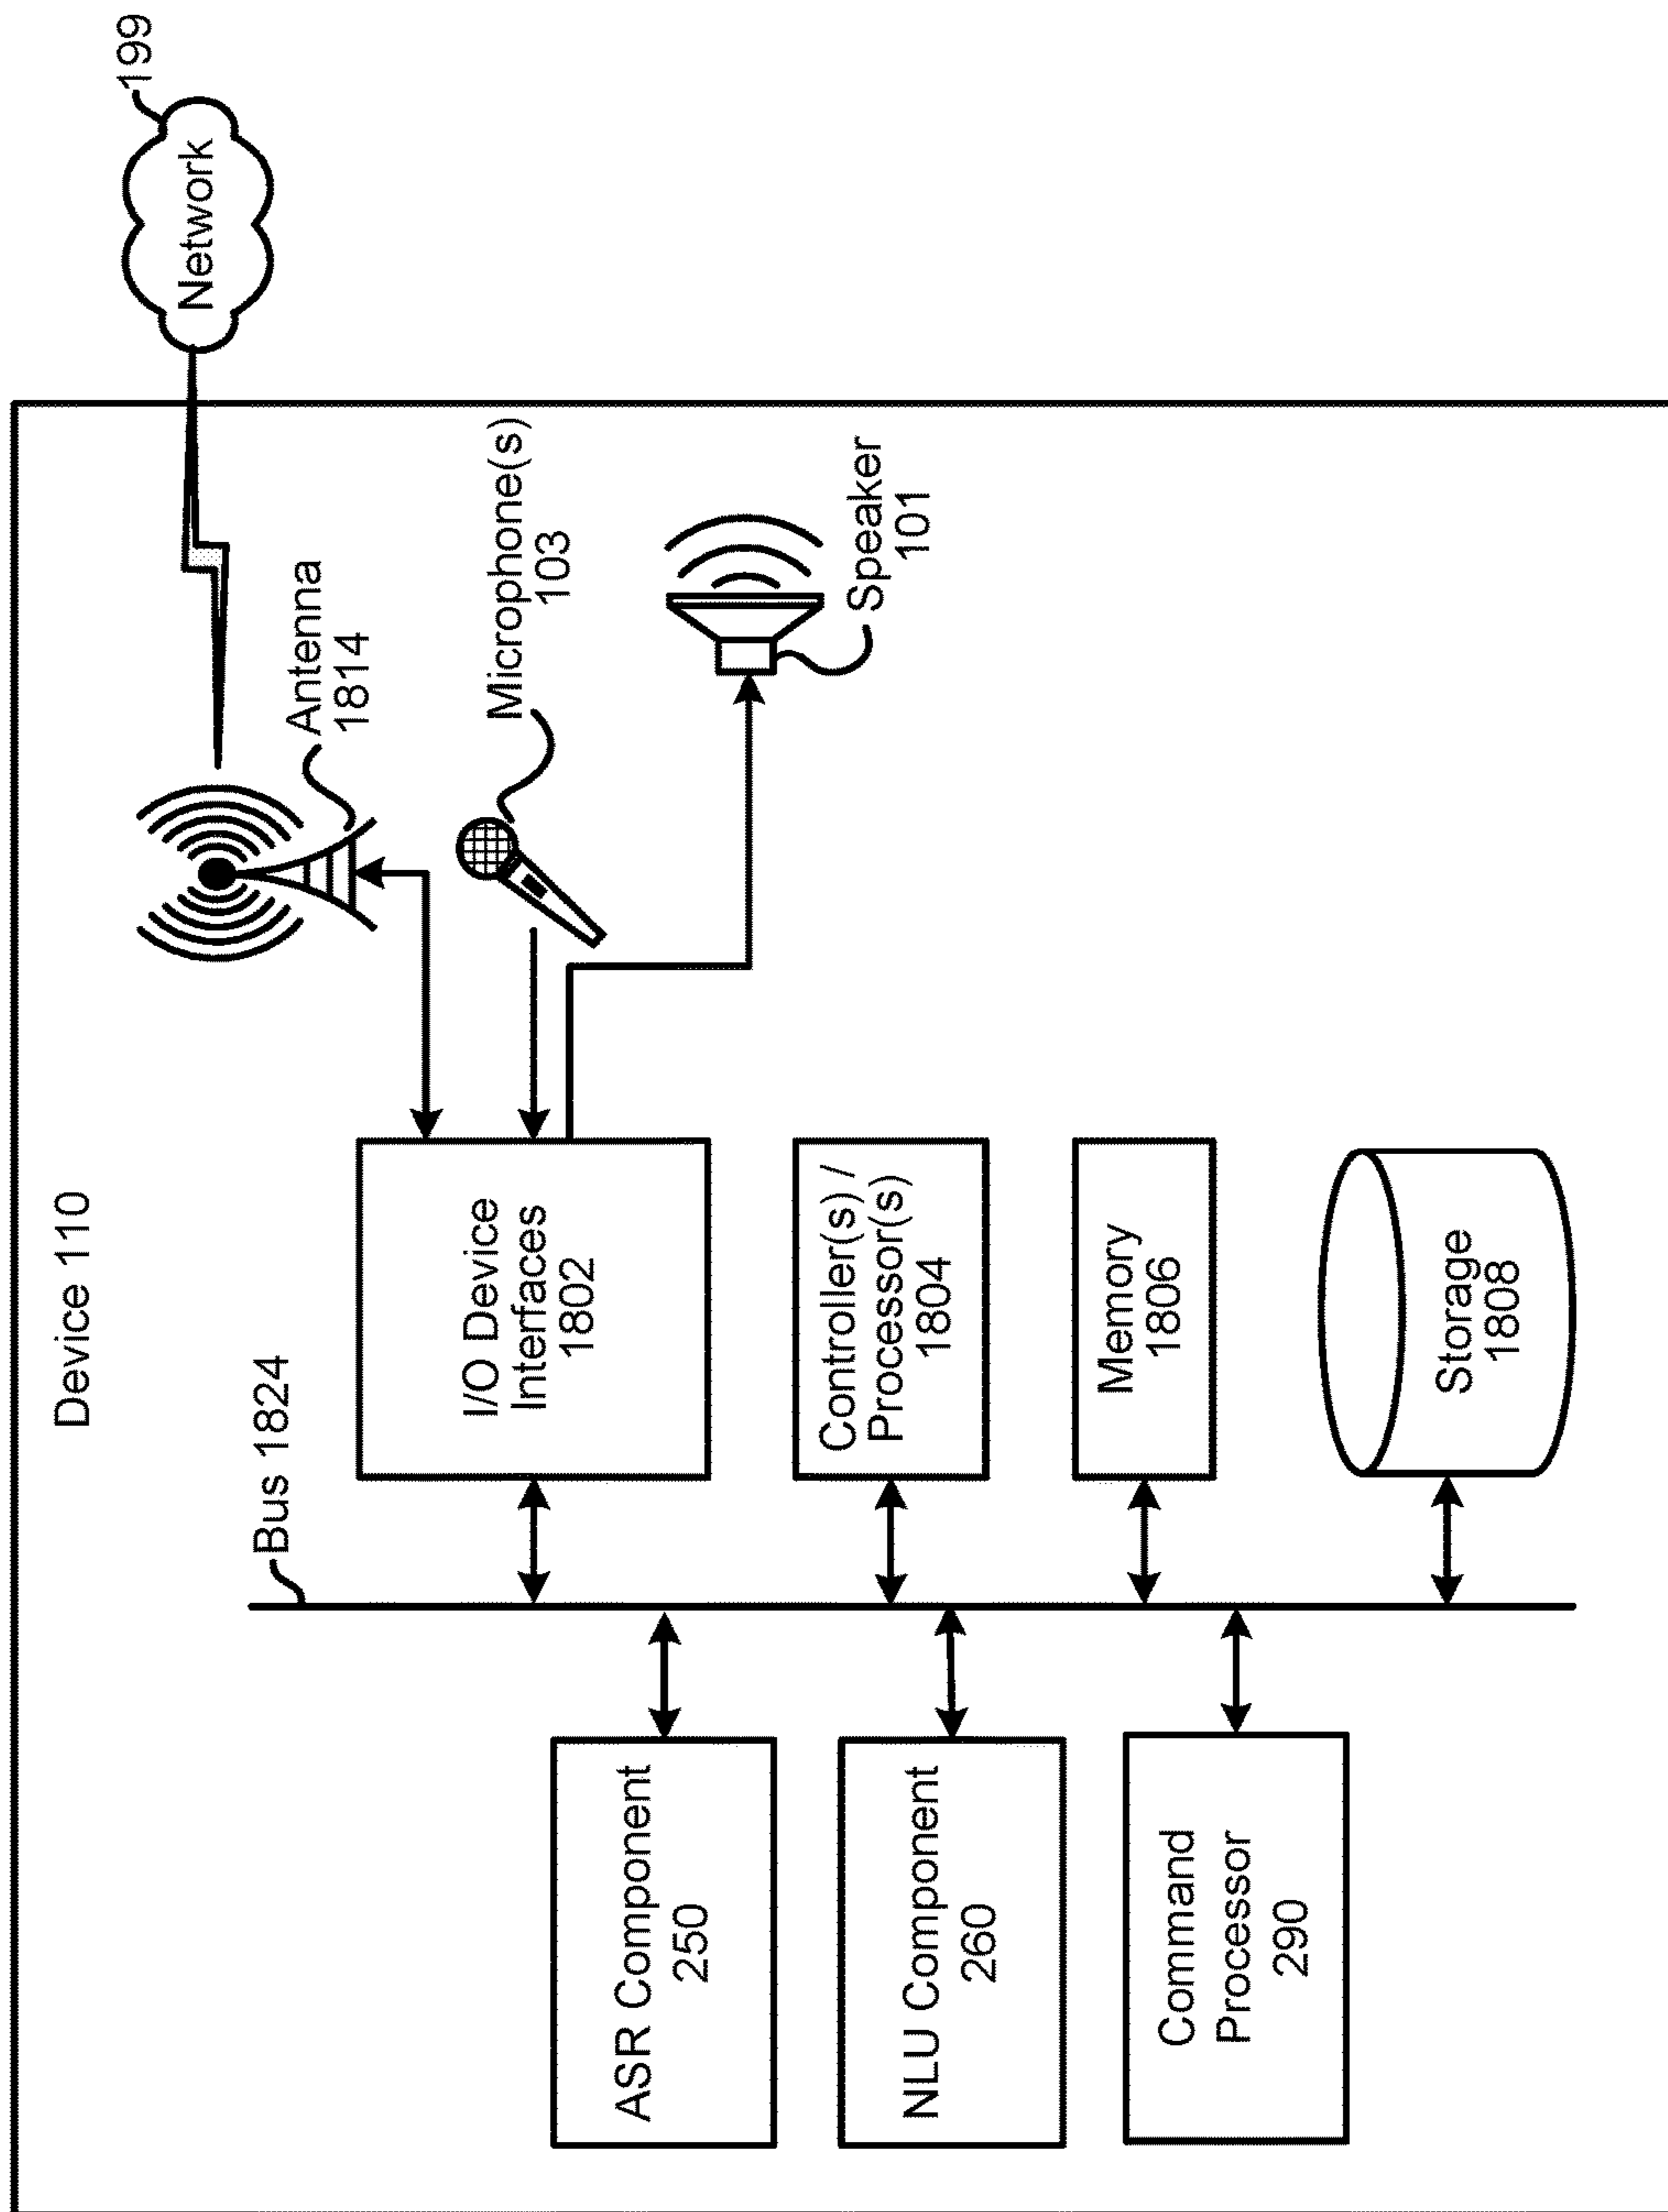 Device 110
Bus 1824
Network
199
Antenna
1814
I/O Device
Interfaces
1802
Microphone(s)
103
ASR Component
250
Controller(s) /
Processor(s)
1804
Speaker
101
NLU Component
260
Memory
1806
Command
Processor
290
Storage
1808